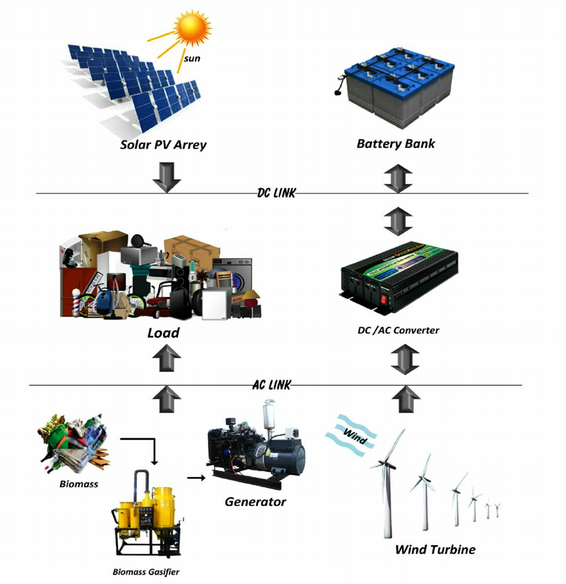 sun
Solar PV Arrey
Battery Bank
DC LINK
Load
DC /AC Converter
AC LINK
Wind
Biomass
Generator
Wind Turbine
Biomass Gasifier